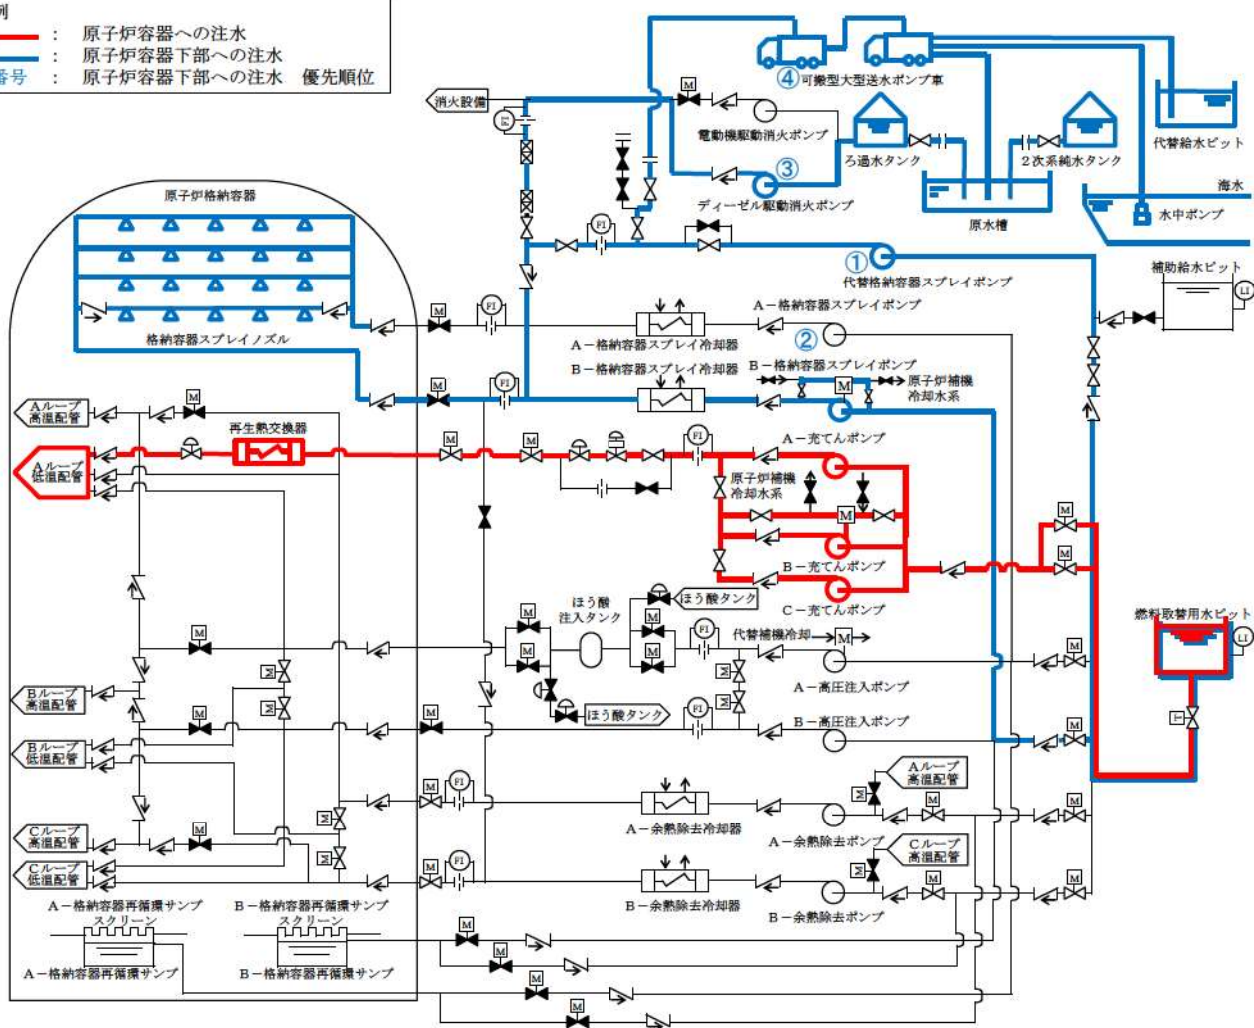 例
： 原子炉容器への注水
： 原子炉容器下部への注水
番号 ： 原子炉容器下部への注水 優先順位
④可搬型大型送水ポンプ車
消火設備
M
FI
電動機駆動消火ポンプ
ろ過水タンク
2次系純水タンク
代替給水ピット
③
ディーゼル駆動消火ポンプ
原水槽
海水
水中ポンプ
原子炉格納容器
FI
①
代替格納容器スプレイポンプ
補助給水ピット
LI
格納容器スプレイノズル
M
FI
A－格納容器スプレイポンプ
A－格納容器スプレイ冷却器
②
B－格納容器スプレイポンプ
B－格納容器スプレイ冷却器
M
FI
M
原子炉補機
冷却水系
Aループ
高温配管
M
再生熱交換器
Aループ
低温配管
M
M
FI
A－充てんポンプ
原子炉補機
冷却水系
M
B－充てんポンプ
C－充てんポンプ
M
M
燃料取替用水ピット
LI
ほう酸
注入タンク
ほう酸タンク
M
M
M
M
FI
代替補機冷却
M
A－高圧注入ポンプ
M
M
M
M
M
M
Bループ
高温配管
ほう酸タンク
M
M
FI
B－高圧注入ポンプ
M
Bループ
低温配管
Aループ
高温配管
M
FI
M
M
M
A－余熱除去冷却器
A－余熱除去ポンプ
Cループ
高温配管
M
M
Cループ
高温配管
M
Cループ
低温配管
M
FI
M
M
M
B－余熱除去冷却器
B－余熱除去ポンプ
A－格納容器再循環サンプ
スクリーン
B－格納容器再循環サンプ
スクリーン
M
M
A－格納容器再循環サンプ
B－格納容器再循環サンプ
M
M